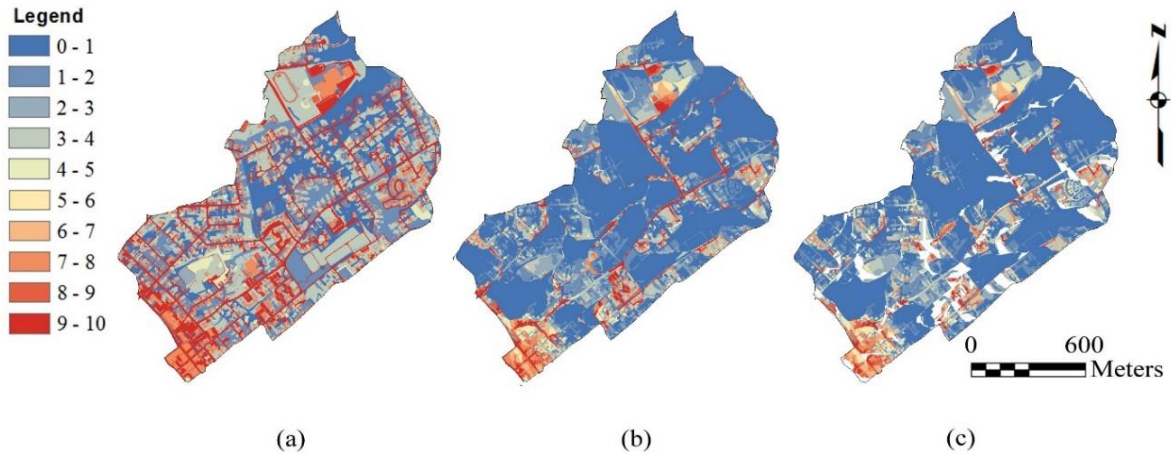 Legend
0 - 1
1 - 2
2 - 3
3 - 4
4 - 5
5 - 6
6 - 7
7 - 8
8 - 9
9 - 10
N
0 600
Meters
(a) (b) (c)